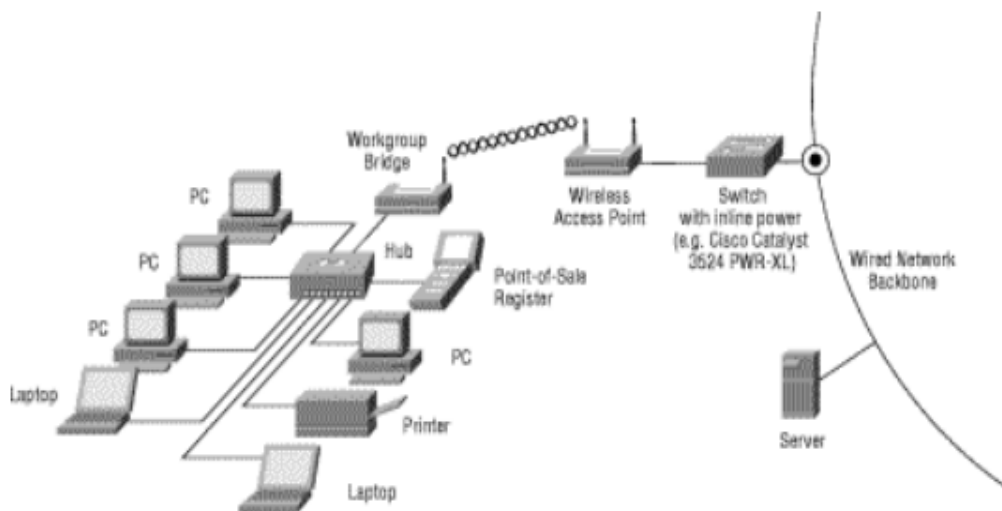 Workgroup
Bridge
PC
Wireless
Access Point
Switch
with inline power
(e.g. Cisco Catalyst
3524 PWR-XL)
Hub
PC
Point-of-Sale
Register
Wired Network
Backbone
PC
PC
Laptop
Printer
Server
Laptop